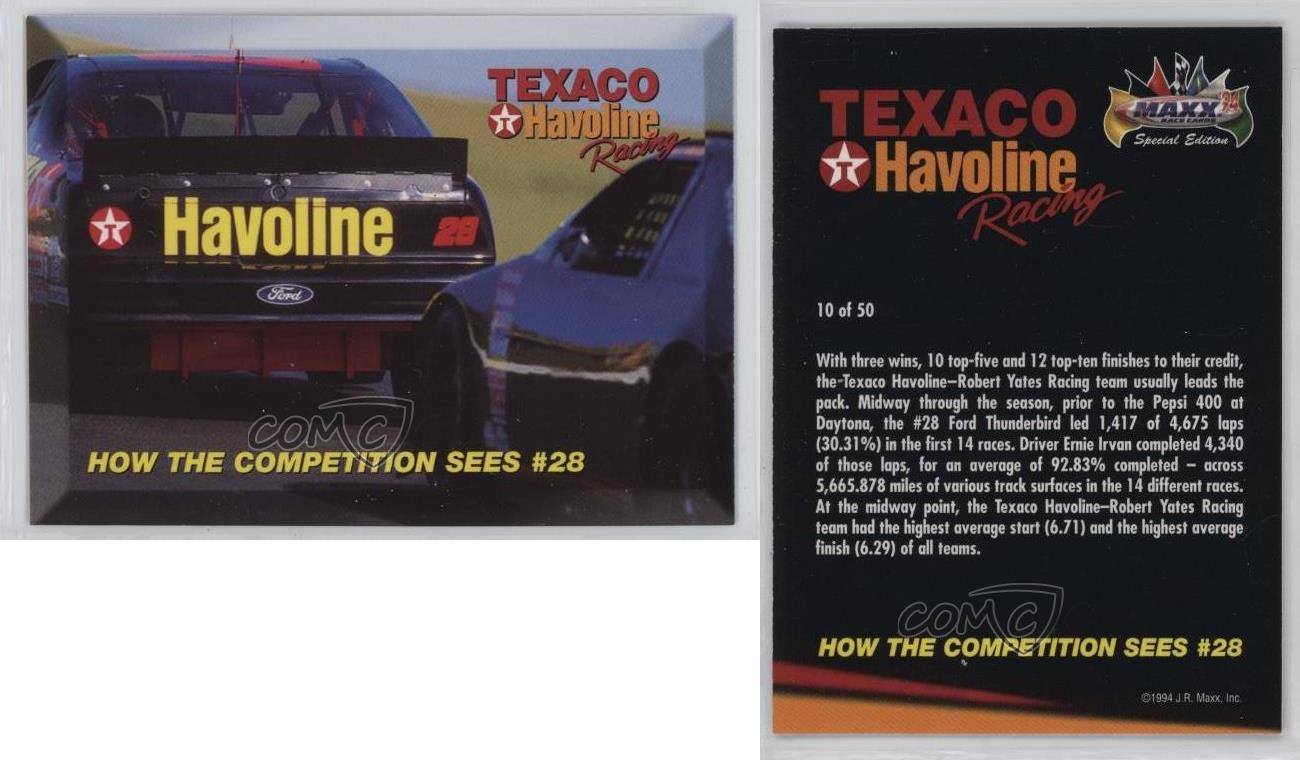 TEXACO
T Havoline
Racing
T Havoline 28
Ford
COMC
HOW THE COMPETITION SEES #28
MAXX '94
RACE CARDS
Special Edition
TEXACO
T Havoline
Racing
10 of 50
With three wins, 10 top-five and 12 top-ten finishes to their credit,
the Texaco Havoline–Robert Yates Racing team usually leads the
pack. Midway through the season, prior to the Pepsi 400 at
Daytona, the #28 Ford Thunderbird led 1,417 of 4,675 laps
(30.31%) in the first 14 races. Driver Ernie Irvan completed 4,340
of those laps, for an average of 92.83% completed – across
5,665.878 miles of various track surfaces in the 14 different races.
At the midway point, the Texaco Havoline–Robert Yates Racing
team had the highest average start (6.71) and the highest average
finish (6.29) of all teams.
COMC
HOW THE COMPETITION SEES #28
©1994 J.R. Maxx, Inc.